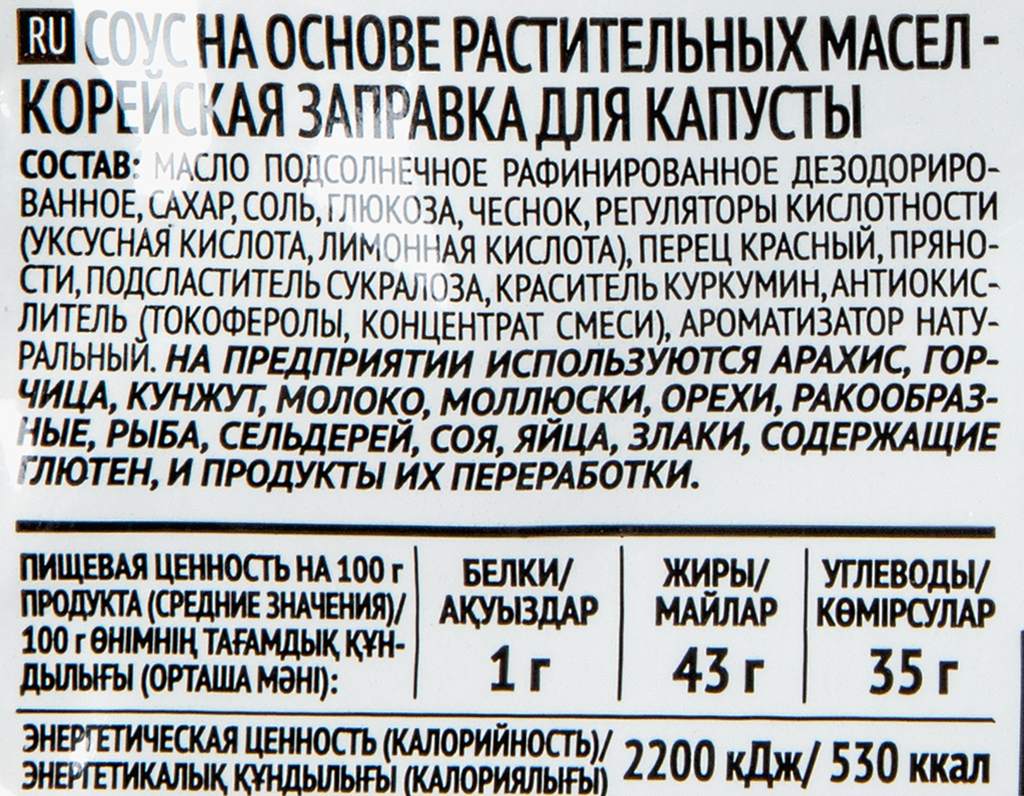 RU СОУС НА ОСНОВЕ РАСТИТЕЛЬНЫХ МАСЕЛ -
КОРЕЙСКАЯ ЗАПРАВКА ДЛЯ КАПУСТЫ
СОСТАВ: МАСЛО ПОДСОЛНЕЧНОЕ РАФИНИРОВАННОЕ ДЕЗОДОРИРО-
ВАННОЕ, САХАР, СОЛЬ, ГЛЮКОЗА, ЧЕСНОК, РЕГУЛЯТОРЫ КИСЛОТНОСТИ
(УКСУСНАЯ КИСЛОТА, ЛИМОННАЯ КИСЛОТА), ПЕРЕЦ КРАСНЫЙ, ПРЯНО-
СТИ, ПОДСЛАСТИТЕЛЬ СУКРАЛОЗА, КРАСИТЕЛЬ КУРКУМИН, АНТИОКИС-
ЛИТЕЛЬ (ТОКОФЕРОЛЫ, КОНЦЕНТРАТ СМЕСИ), АРОМАТИЗАТОР НАТУ-
РАЛЬНЫЙ. НА ПРЕДПРИЯТИИ ИСПОЛЬЗУЮТСЯ АРАХИС, ГОР-
ЧИЦА, КУНЖУТ, МОЛОКО, МОЛЛЮСКИ, ОРЕХИ, РАКООБРАЗ-
НЫЕ, РЫБА, СЕЛЬДЕРЕЙ, СОЯ, ЯЙЦА, ЗЛАКИ, СОДЕРЖАЩИЕ
ГЛЮТЕН, И ПРОДУКТЫ ИХ ПЕРЕРАБОТКИ.
ПИЩЕВАЯ ЦЕННОСТЬ НА 100 г
ПРОДУКТА (СРЕДНИЕ ЗНАЧЕНИЯ)/
100 г ӨНІМНІҢ ТАҒАМДЫҚ ҚҰН-
ДЫЛЫҒЫ (ОРТАША МӘНІ):
БЕЛКИ/
АҚУЫЗДАР
1 г
ЖИРЫ/
МАЙЛАР
43 г
УГЛЕВОДЫ/
КӨМІРСУЛАР
35 г
ЭНЕРГЕТИЧЕСКАЯ ЦЕННОСТЬ (КАЛОРИЙНОСТЬ)/
ЭНЕРГЕТИКАЛЫҚ ҚҰНДЫЛЫҒЫ (КАЛОРИЯЛЫҒЫ)
2200 кДж/ 530 ккал